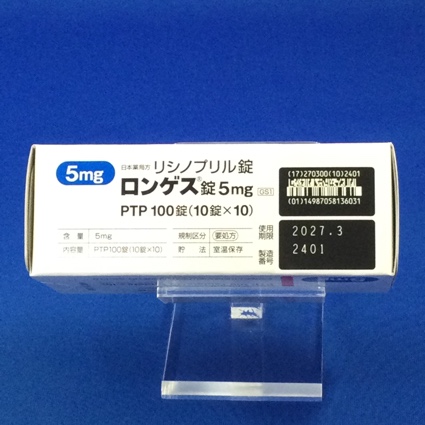 5mg
日本薬局方 リシノプリル錠
ロンゲス®錠5mg GS1
PTP 100錠(10錠×10)
含量 5mg 規制区分 要処方
内容量 PTP100錠(10錠×10) 貯法 室温保存
(17)270300(10)2401
(01)14987058136031
使用期限 2027.3
製造番号 2401